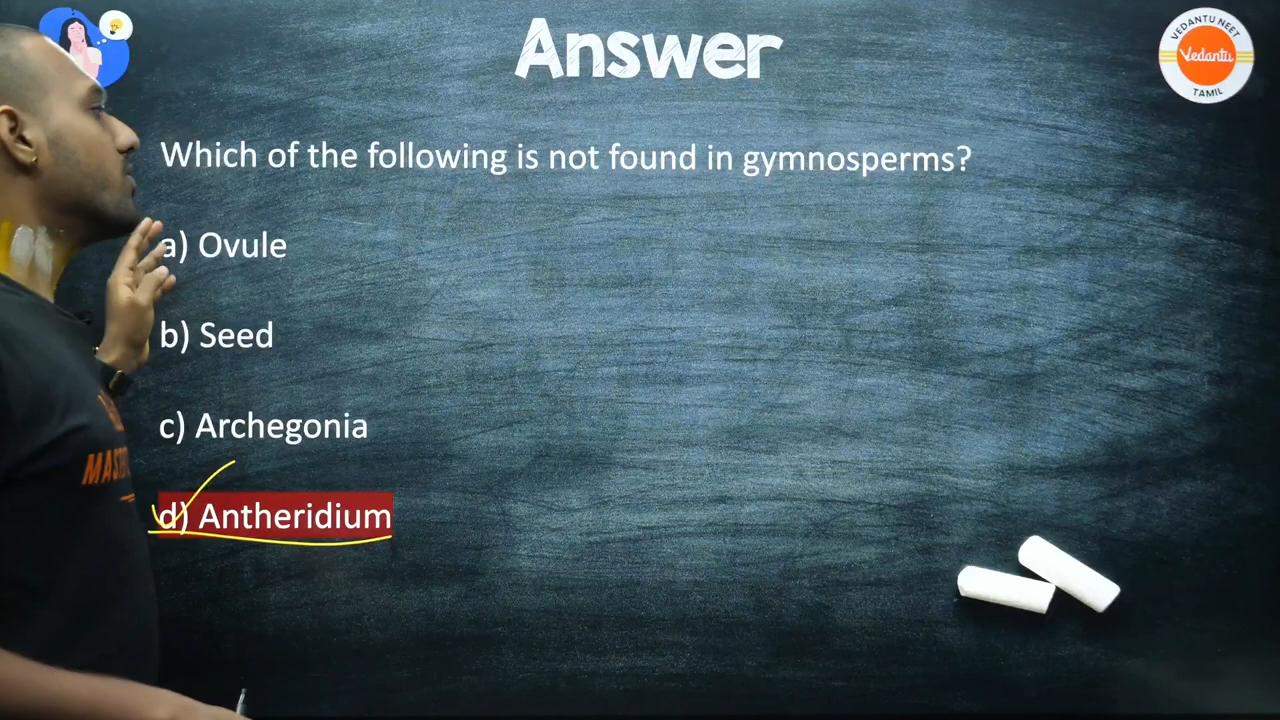 Answer
VEDANTU NEET
Vedantu
TAMIL
Which of the following is not found in gymnosperms?
a) Ovule
b) Seed
c) Archegonia
d) Antheridium